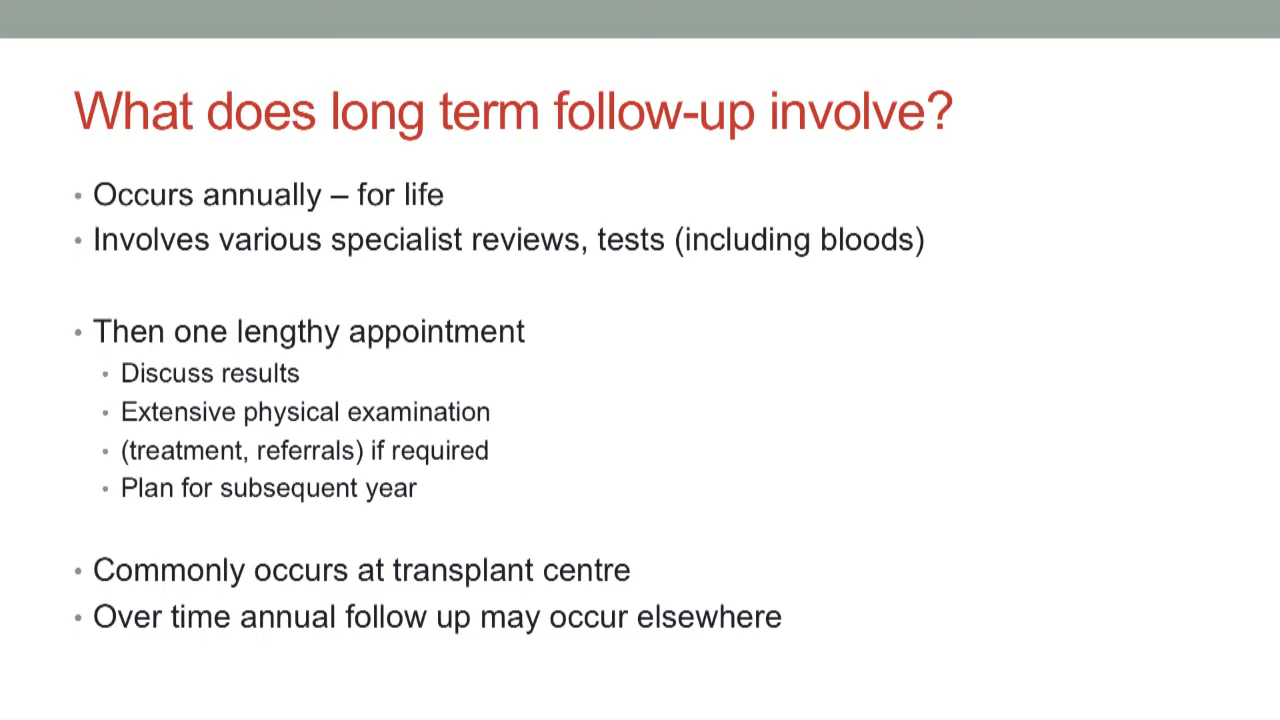 What does long term follow-up involve?
• Occurs annually – for life
• Involves various specialist reviews, tests (including bloods)
• Then one lengthy appointment
• Discuss results
• Extensive physical examination
• (treatment, referrals) if required
• Plan for subsequent year
• Commonly occurs at transplant centre
• Over time annual follow up may occur elsewhere